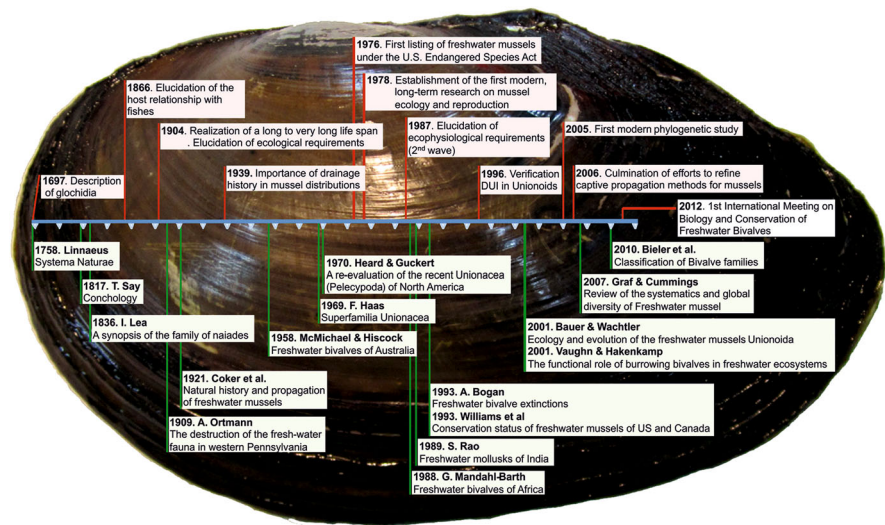 1976. First listing of freshwater mussels
under the U.S. Endangered Species Act
1866. Elucidation of the
host relationship with
fishes
1978. Establishment of the first modern,
long-term research on mussel
ecology and reproduction
1904. Realization of a long to very long life span
. Elucidation of ecological requirements
1987. Elucidation of
ecophysiological requirements
(2nd wave)
2005. First modern phylogenetic study
1697. Description
of glochidia
1939. Importance of drainage
history in mussel distributions
1996. Verification
DUI in Unionoids
2006. Culmination of efforts to refine
captive propagation methods for mussels
2012. 1st International Meeting on
Biology and Conservation of
Freshwater Bivalves
1758. Linnaeus
Systema Naturae
1817. T. Say
Conchology
1836. I. Lea
A synopsis of the family of naiades
1970. Heard & Guckert
A re-evaluation of the recent Unionacea
(Pelecypoda) of North America
1969. F. Haas
Superfamilia Unionacea
1958. McMichael & Hiscock
Freshwater bivalves of Australia
2010. Bieler et al.
Classification of Bivalve families
2007. Graf & Cummings
Review of the systematics and global
diversity of Freshwater mussel
2001. Bauer & Wachtler
Ecology and evolution of the freshwater mussels Unionoida
2001. Vaughn & Hakenkamp
The functional role of burrowing bivalves in freshwater ecosystems
1921. Coker et al.
Natural history and propagation
of freshwater mussels
1909. A. Ortmann
The destruction of the fresh-water
fauna in western Pennsylvania
1993. A. Bogan
Freshwater bivalve extinctions
1993. Williams et al
Conservation status of freshwater mussels of US and Canada
1989. S. Rao
Freshwater mollusks of India
1988. G. Mandahl-Barth
Freshwater bivalves of Africa